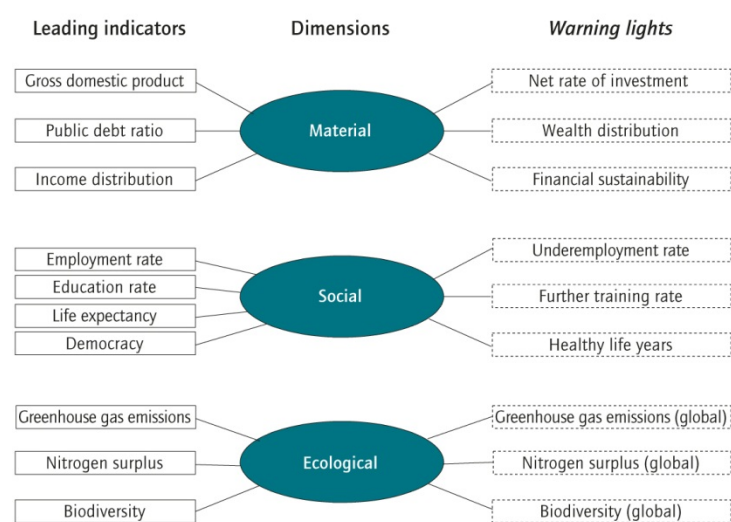 Leading indicators Dimensions Warning lights
Gross domestic product
Public debt ratio
Income distribution
Material
Net rate of investment
Wealth distribution
Financial sustainability
Employment rate
Education rate
Life expectancy
Democracy
Social
Underemployment rate
Further training rate
Healthy life years
Greenhouse gas emissions
Nitrogen surplus
Biodiversity
Ecological
Greenhouse gas emissions (global)
Nitrogen surplus (global)
Biodiversity (global)